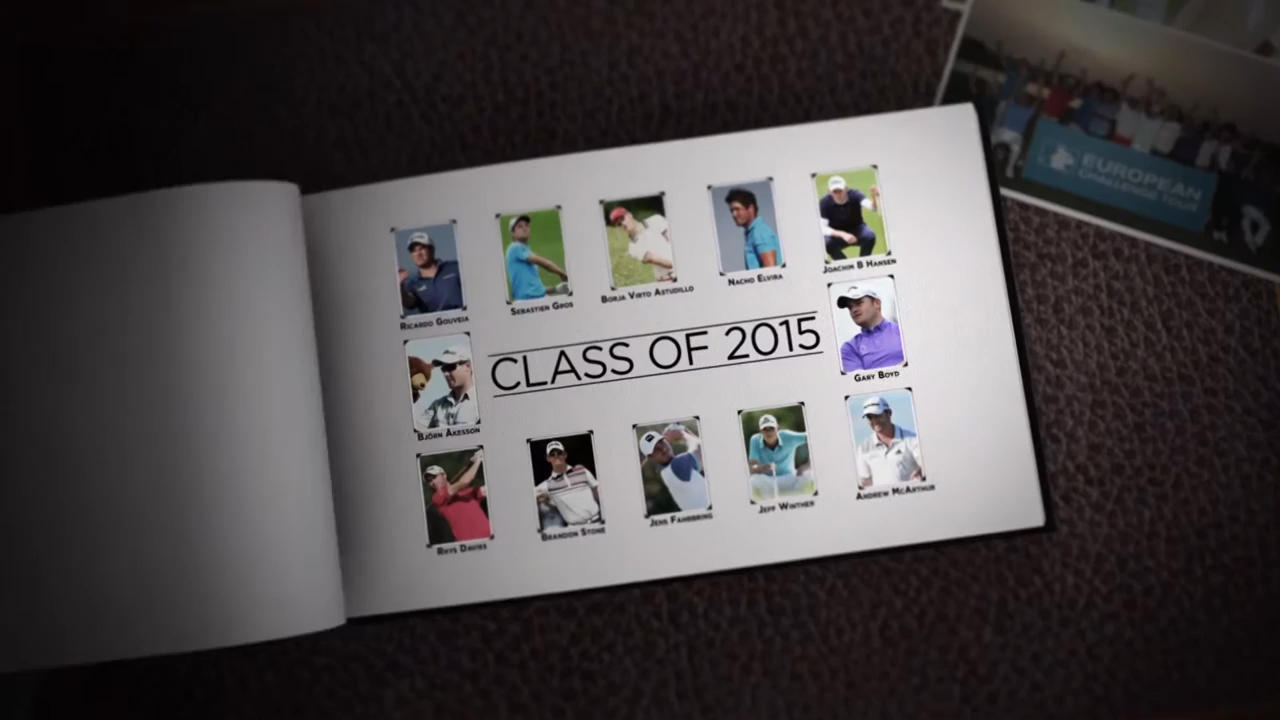 EUROPEAN
CHALLENGE TOUR
RICARDO GOUVEIA
SEBASTIEN GROS
BORJA VIRTO ASTUDILLO
NACHO ELVIRA
JOACHIM B HANSEN
CLASS OF 2015
GARY BOYD
BJÖRN AKESSON
RHYS DAVIES
BRANDON STONE
JENS FAHRBRING
JEFF WINTHER
ANDREW MCARTHUR